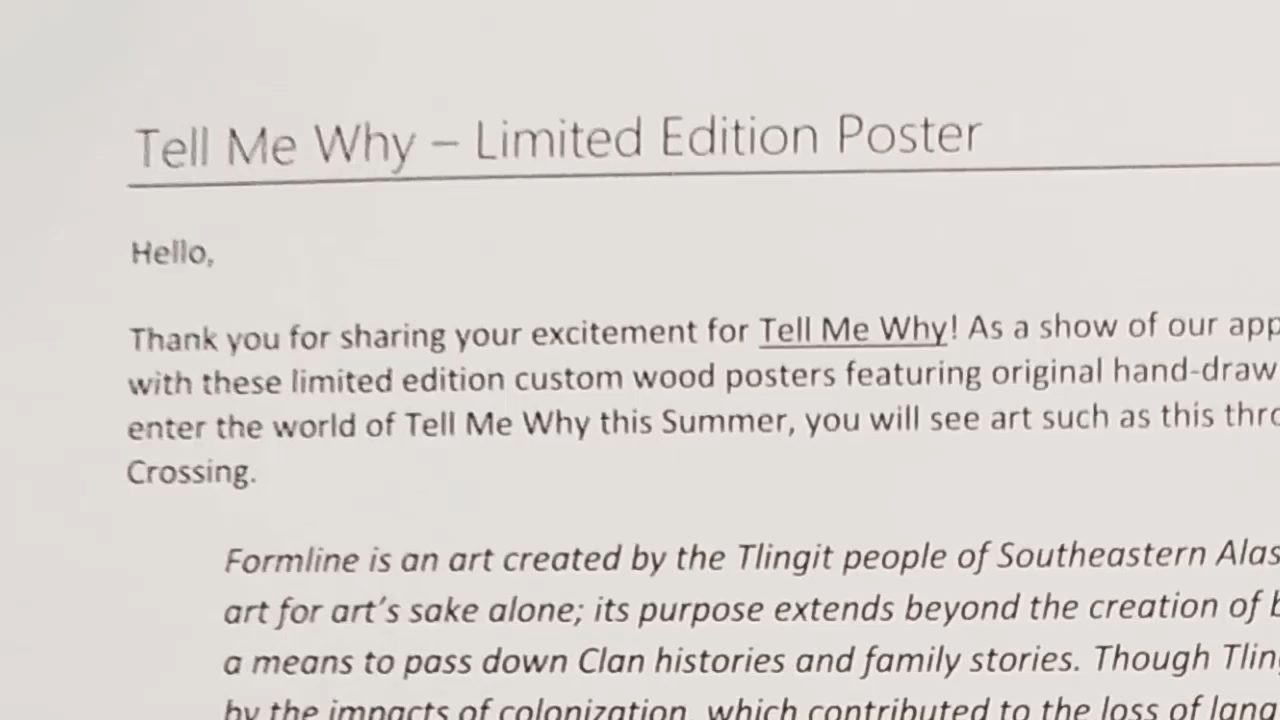 Tell Me Why – Limited Edition Poster
Hello,
Thank you for sharing your excitement for Tell Me Why! As a show of our app
with these limited edition custom wood posters featuring original hand-draw
enter the world of Tell Me Why this Summer, you will see art such as this thro
Crossing.
Formline is an art created by the Tlingit people of Southeastern Alas
art for art's sake alone; its purpose extends beyond the creation of b
a means to pass down Clan histories and family stories. Though Tling
by the impacts of colonization, which contributed to the loss of lang